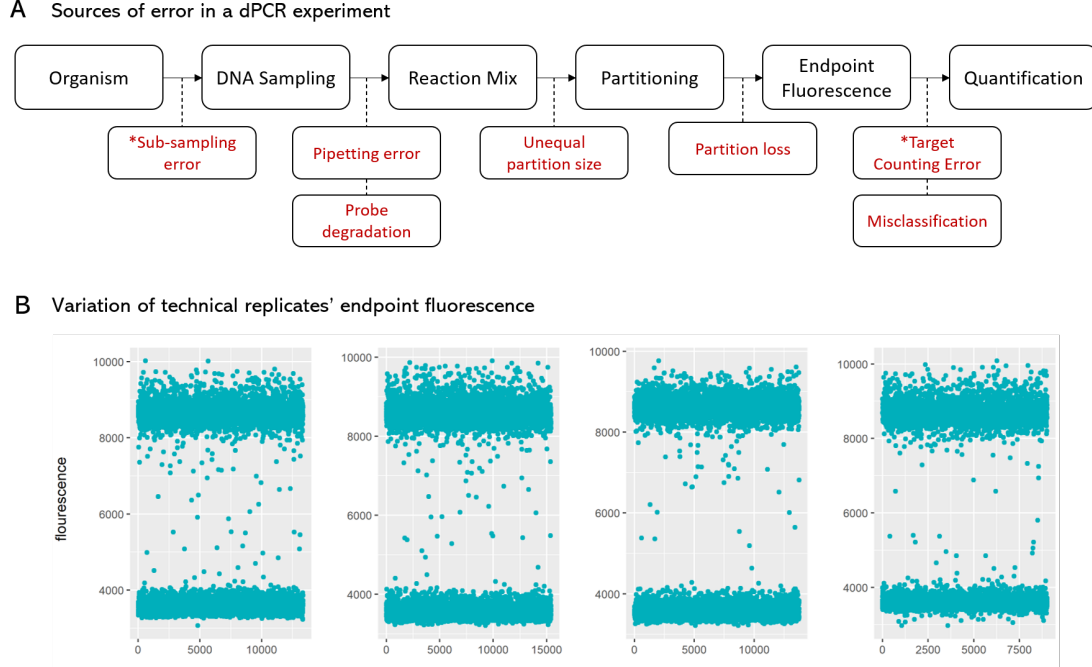 A Sources of error in a dPCR experiment
Organism
DNA Sampling
Reaction Mix
Partitioning
Endpoint
Fluorescence
Quantification
*Sub-sampling
error
Pipetting error
Unequal
partition size
Partition loss
*Target
Counting Error
Probe
degradation
Misclassification
B Variation of technical replicates’ endpoint fluorescence
flourescence
10000
8000
6000
4000
0 5000 10000
10000
8000
6000
4000
0 5000 10000 15000
10000
8000
6000
4000
0 5000 10000
10000
8000
6000
4000
0 2500 5000 7500